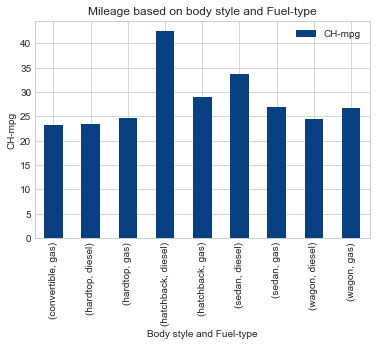 Mileage based on body style and Fuel-type
CH-mpg
40
35
30
25
20
15
10
5
0
CH-mpg
(convertible, gas)
(hardtop, diesel)
(hardtop, gas)
(hatchback, diesel)
(hatchback, gas)
(sedan, diesel)
(sedan, gas)
(wagon, diesel)
(wagon, gas)
Body style and Fuel-type